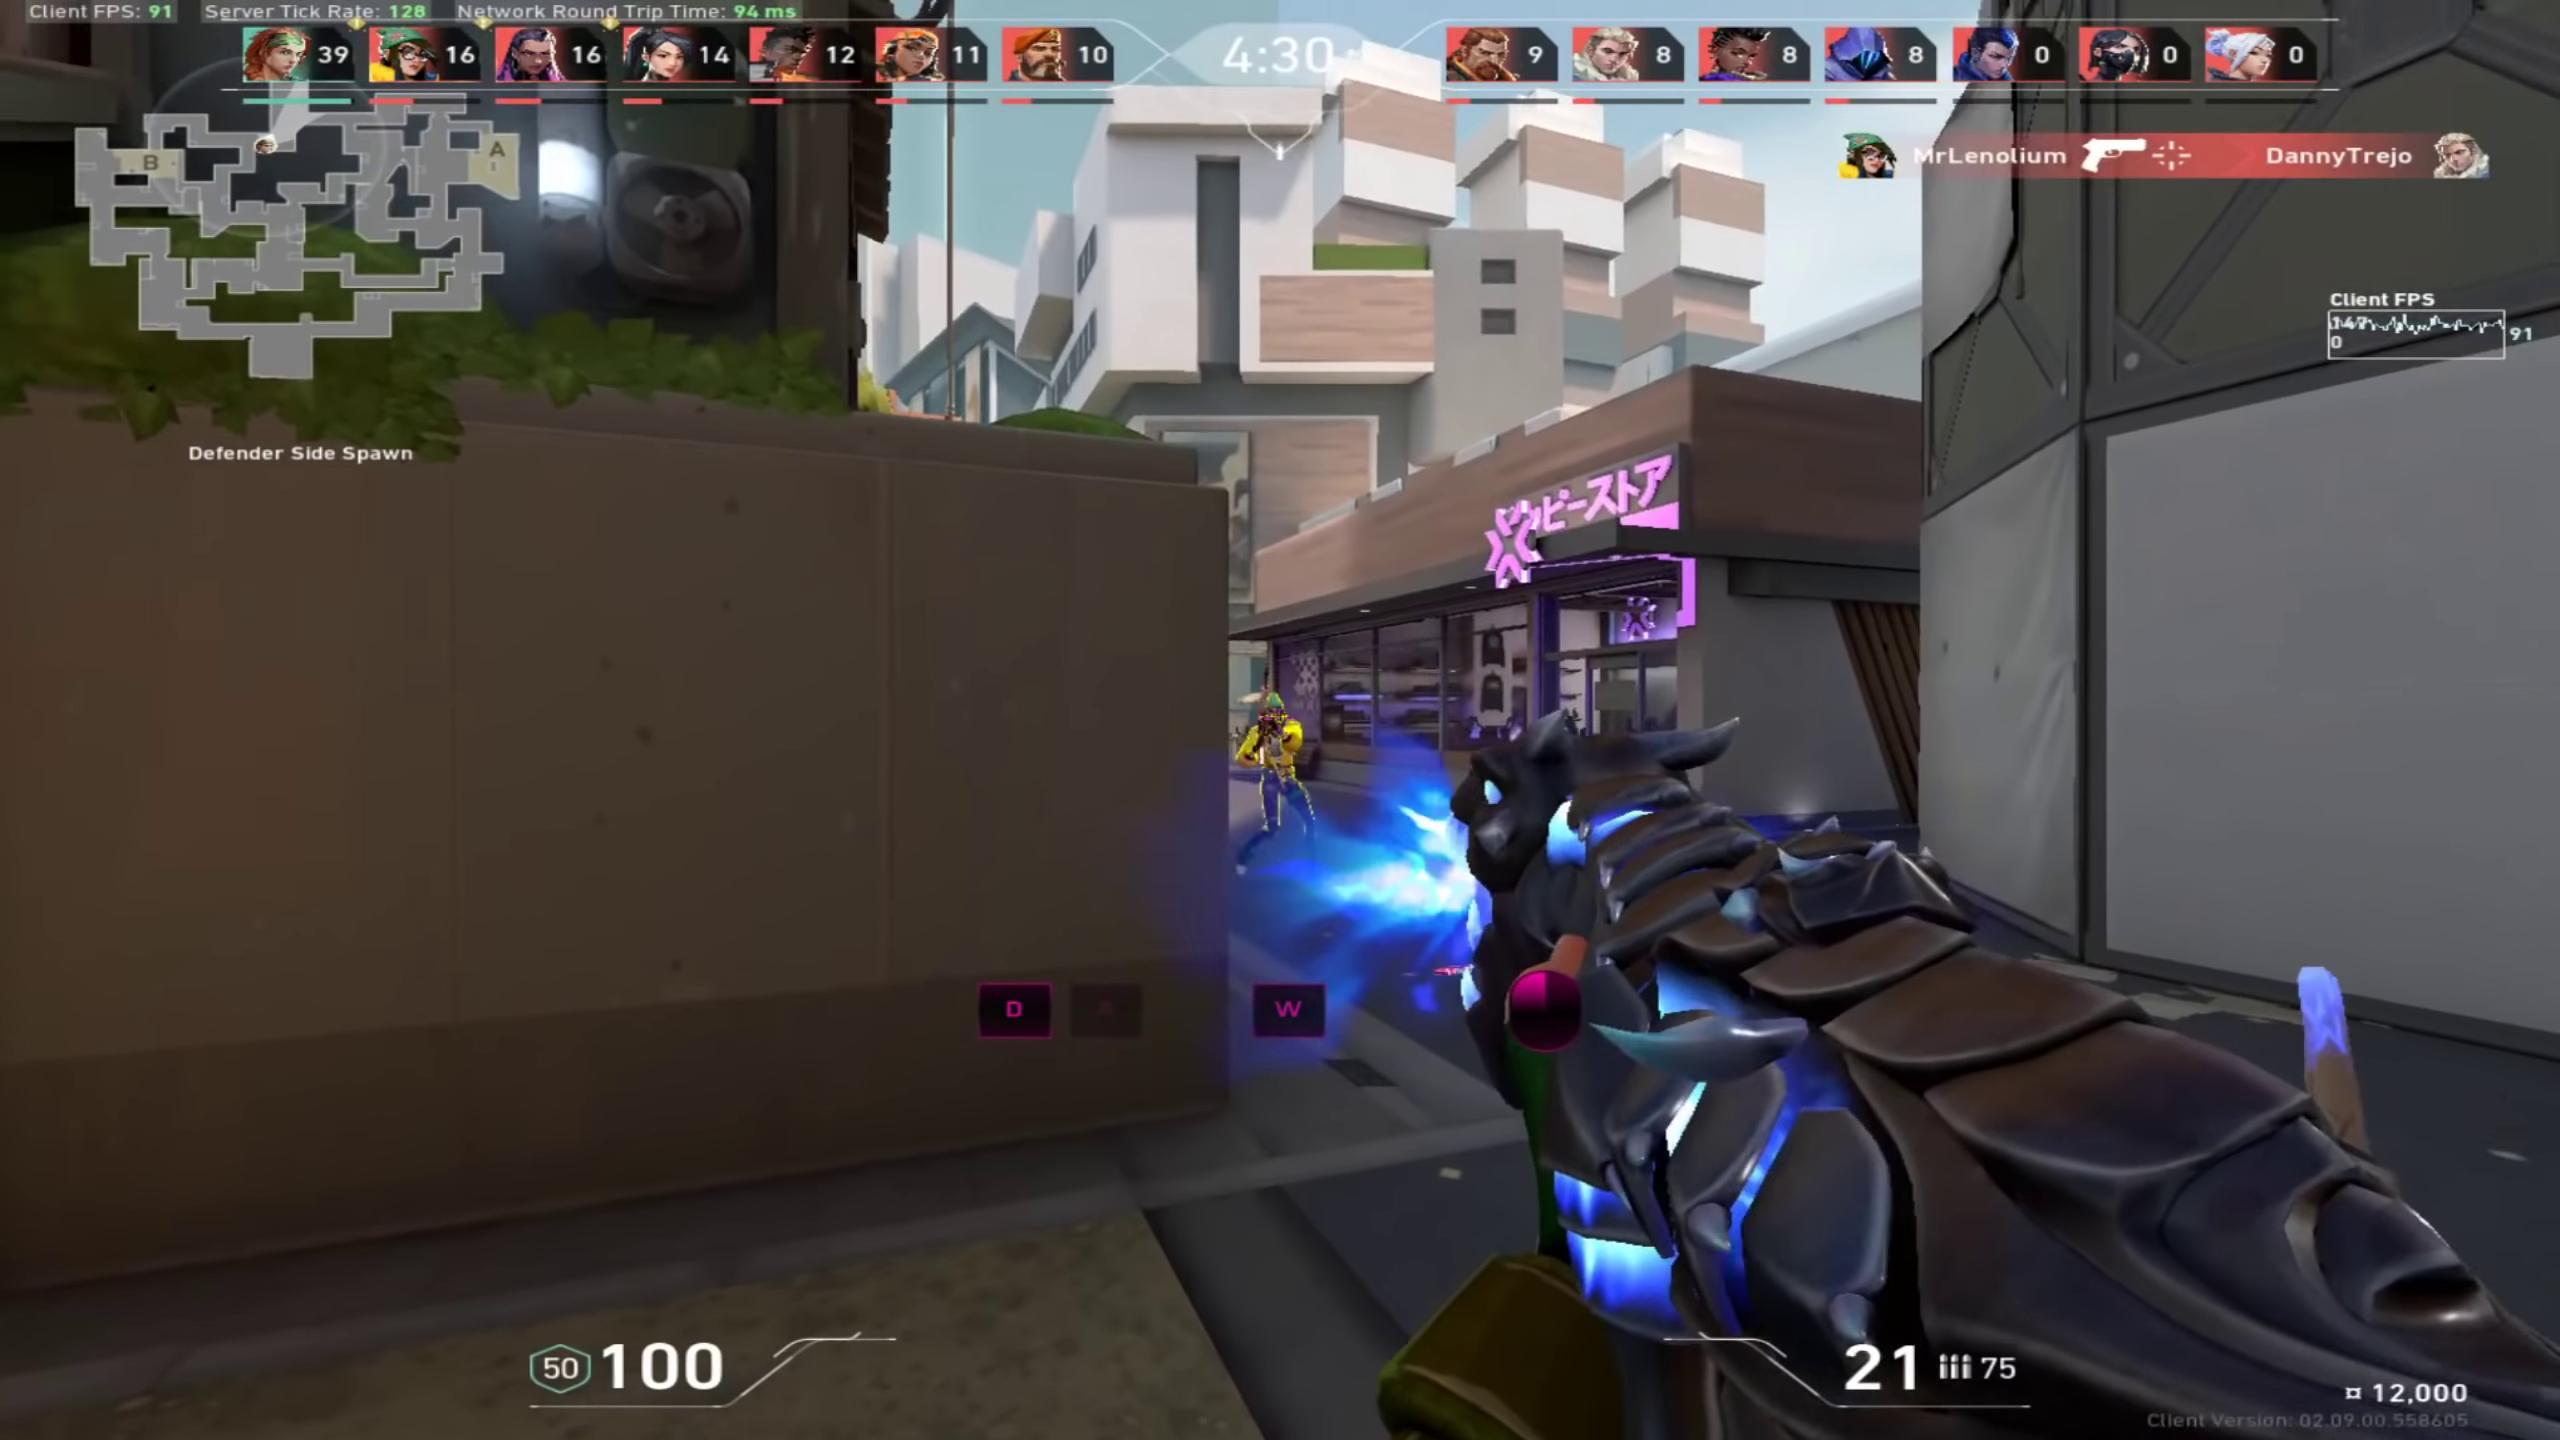 Client FPS: 91 Server Tick Rate: 128 Network Round Trip Time: 94 ms
39 16 16 14 12 11 10 4:30 9 8 8 8 0 0 0
B A
MrLenolium DannyTrejo
Client FPS
147
0
91
Defender Side Spawn
ピーストア
D A W
50 100
21 75
¤ 12,000
Client Version: 02.09.00.558605